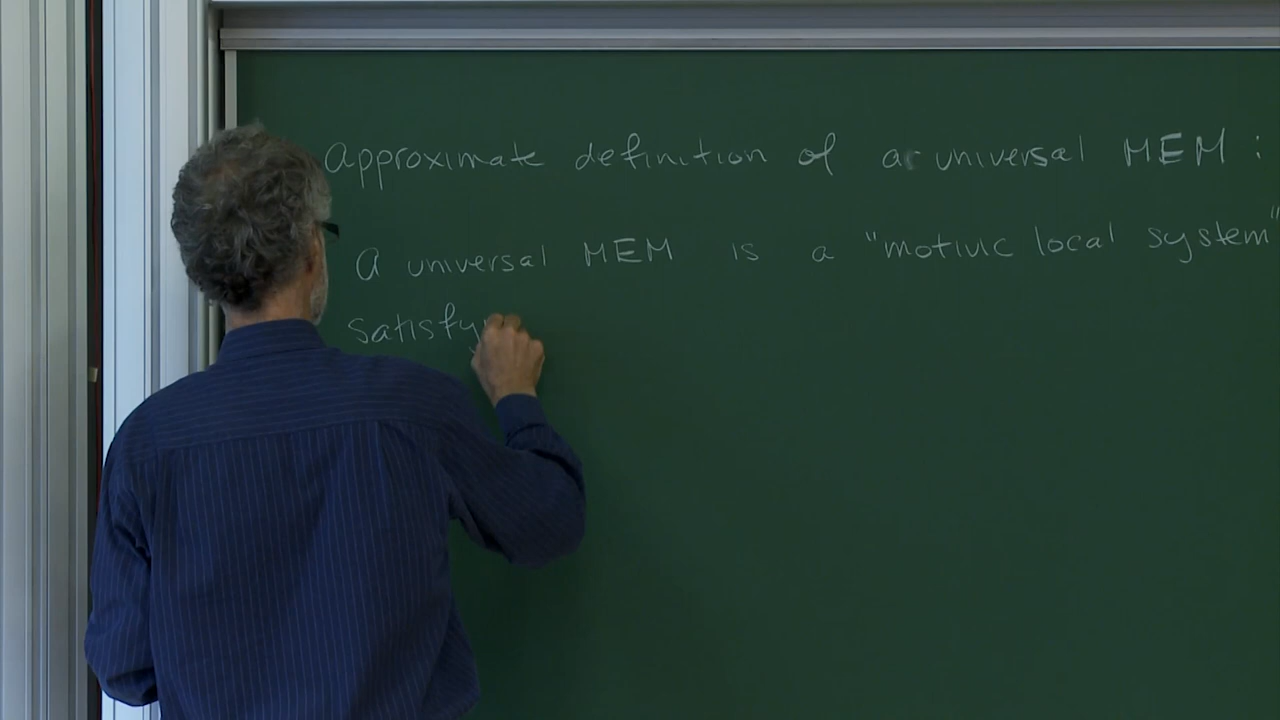 Approximate definition of a universal MEM :
A universal MEM is a "motivic local system"
satisfy